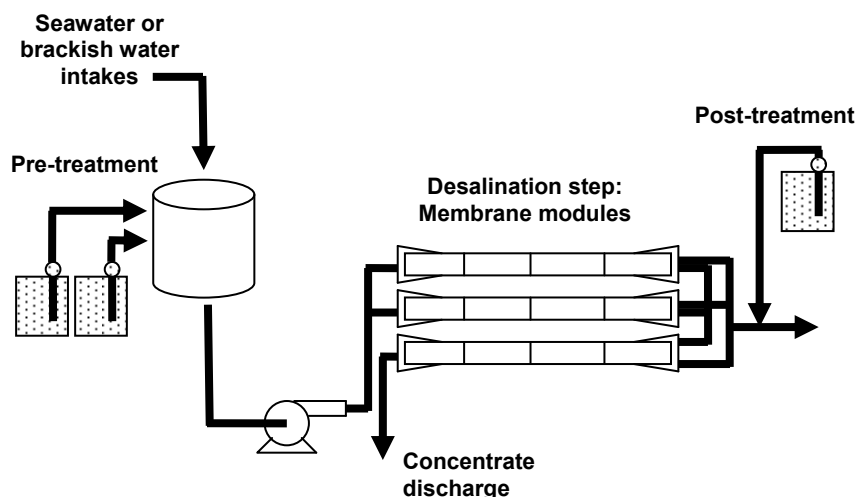 Seawater or
brackish water
intakes
Post-treatment
Pre-treatment
Desalination step:
Membrane modules
Concentrate
discharge